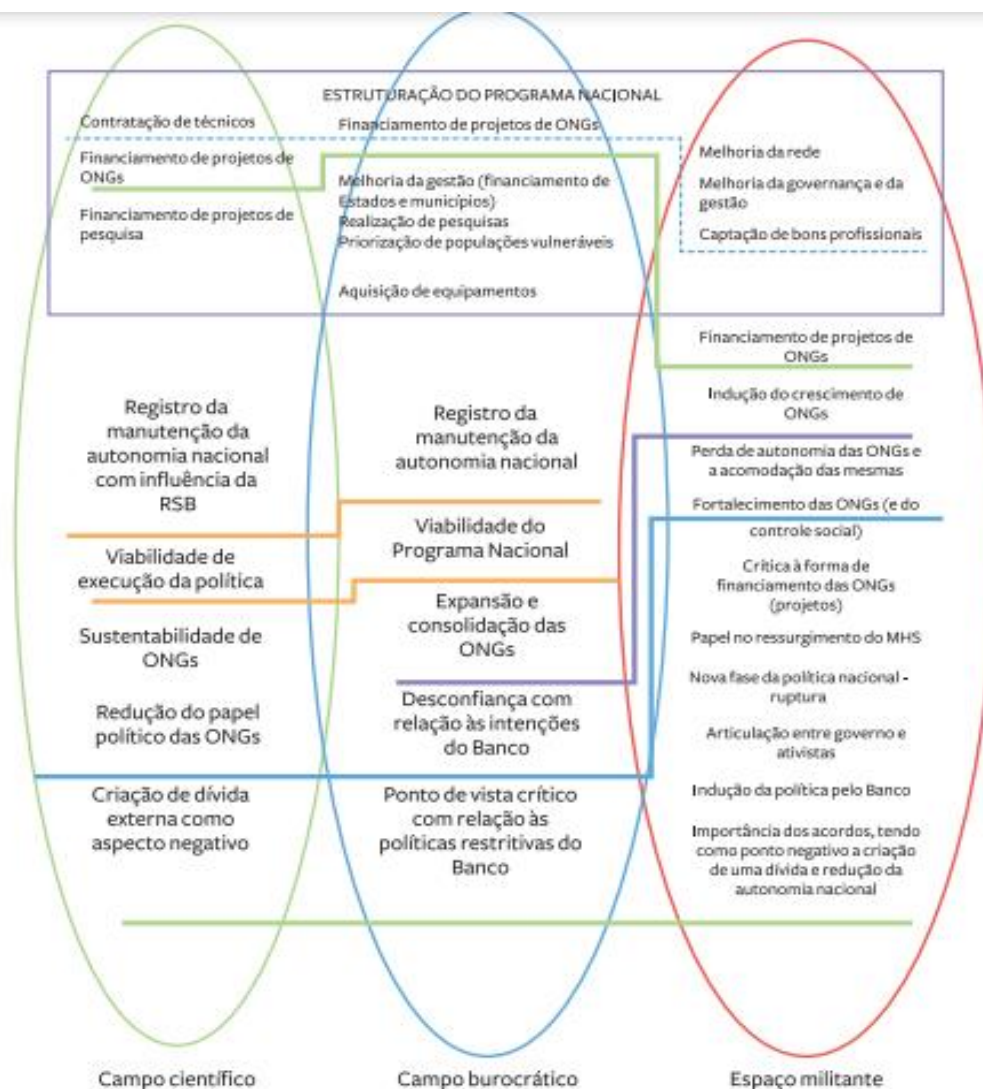 ESTRUTURAÇÃO DO PROGRAMA NACIONAL
Contratação de técnicos
Financiamento de projetos de
ONGs
Financiamento de projetos de
pesquisa
Financiamento de projetos de ONGs
Melhoria da gestão (financiamento de
Estados e municípios)
Realização de pesquisas
Priorização de populações vulneráveis
Aquisição de equipamentos
Melhoria da rede
Melhoria da governança e da
gestão
Captação de bons profissionais
Registro da
manutenção da
autonomia nacional
com influência da
RSB
Viabilidade de
execução da política
Sustentabilidade de
ONGs
Redução do papel
político das ONGs
Criação de dívida
externa como
aspecto negativo
Registro da
manutenção da
autonomia nacional
Viabilidade do
Programa Nacional
Expansão e
consolidação das
ONGs
Desconfiança com
relação às intenções
do Banco
Ponto de vista crítico
com relação às
políticas restritivas do
Banco
Financiamento de projetos de
ONGs
Indução do crescimento de
ONGs
Perda de autonomia das ONGs e
a acomodação das mesmas
Fortalecimento das ONGs (e do
controle social)
Crítica à forma de
financiamento das ONGs
(projetos)
Papel no ressurgimento do MHS
Nova fase da política nacional -
ruptura
Articulação entre governo e
ativistas
Indução da política pelo Banco
Importância dos acordos, tendo
como ponto negativo a criação
de uma dívida e redução da
autonomia nacional
Campo científico
Campo burocrático
Espaço militante